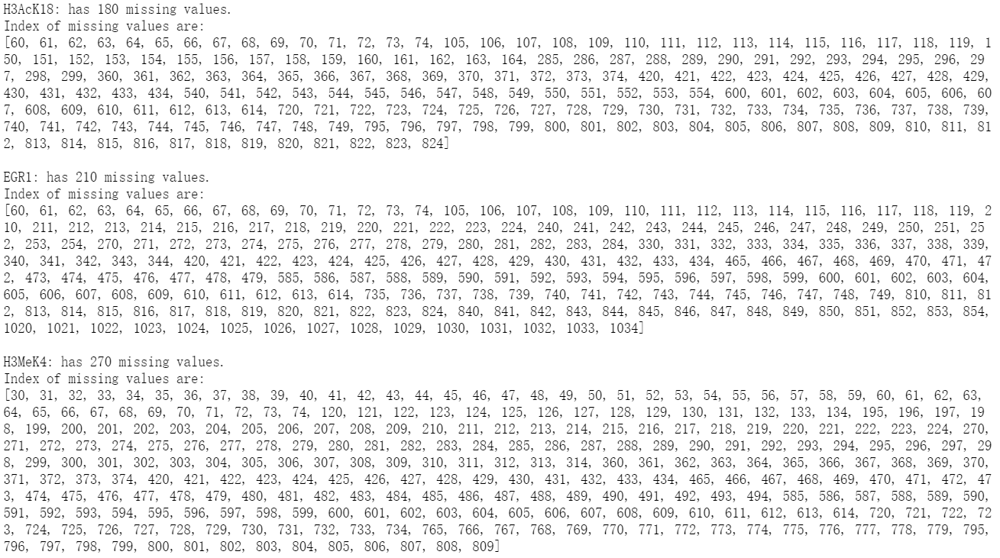 H3AcK18: has 180 missing values.
Index of missing values are:
[60, 61, 62, 63, 64, 65, 66, 67, 68, 69, 70, 71, 72, 73, 74, 105, 106, 107, 108, 109, 110, 111, 112, 113, 114, 115, 116, 117, 118, 119, 1
50, 151, 152, 153, 154, 155, 156, 157, 158, 159, 160, 161, 162, 163, 164, 285, 286, 287, 288, 289, 290, 291, 292, 293, 294, 295, 296, 29
7, 298, 299, 360, 361, 362, 363, 364, 365, 366, 367, 368, 369, 370, 371, 372, 373, 374, 420, 421, 422, 423, 424, 425, 426, 427, 428, 429,
430, 431, 432, 433, 434, 540, 541, 542, 543, 544, 545, 546, 547, 548, 549, 550, 551, 552, 553, 554, 600, 601, 602, 603, 604, 605, 606, 60
7, 608, 609, 610, 611, 612, 613, 614, 720, 721, 722, 723, 724, 725, 726, 727, 728, 729, 730, 731, 732, 733, 734, 735, 736, 737, 738, 739,
740, 741, 742, 743, 744, 745, 746, 747, 748, 749, 795, 796, 797, 798, 799, 800, 801, 802, 803, 804, 805, 806, 807, 808, 809, 810, 811, 81
2, 813, 814, 815, 816, 817, 818, 819, 820, 821, 822, 823, 824]
EGR1: has 210 missing values.
Index of missing values are:
[60, 61, 62, 63, 64, 65, 66, 67, 68, 69, 70, 71, 72, 73, 74, 105, 106, 107, 108, 109, 110, 111, 112, 113, 114, 115, 116, 117, 118, 119, 2
10, 211, 212, 213, 214, 215, 216, 217, 218, 219, 220, 221, 222, 223, 224, 240, 241, 242, 243, 244, 245, 246, 247, 248, 249, 250, 251, 25
2, 253, 254, 270, 271, 272, 273, 274, 275, 276, 277, 278, 279, 280, 281, 282, 283, 284, 330, 331, 332, 333, 334, 335, 336, 337, 338, 339,
340, 341, 342, 343, 344, 420, 421, 422, 423, 424, 425, 426, 427, 428, 429, 430, 431, 432, 433, 434, 465, 466, 467, 468, 469, 470, 471, 47
2, 473, 474, 475, 476, 477, 478, 479, 585, 586, 587, 588, 589, 590, 591, 592, 593, 594, 595, 596, 597, 598, 599, 600, 601, 602, 603, 604,
605, 606, 607, 608, 609, 610, 611, 612, 613, 614, 735, 736, 737, 738, 739, 740, 741, 742, 743, 744, 745, 746, 747, 748, 749, 810, 811, 81
2, 813, 814, 815, 816, 817, 818, 819, 820, 821, 822, 823, 824, 840, 841, 842, 843, 844, 845, 846, 847, 848, 849, 850, 851, 852, 853, 854,
1020, 1021, 1022, 1023, 1024, 1025, 1026, 1027, 1028, 1029, 1030, 1031, 1032, 1033, 1034]
H3MeK4: has 270 missing values.
Index of missing values are:
[30, 31, 32, 33, 34, 35, 36, 37, 38, 39, 40, 41, 42, 43, 44, 45, 46, 47, 48, 49, 50, 51, 52, 53, 54, 55, 56, 57, 58, 59, 60, 61, 62, 63,
64, 65, 66, 67, 68, 69, 70, 71, 72, 73, 74, 120, 121, 122, 123, 124, 125, 126, 127, 128, 129, 130, 131, 132, 133, 134, 195, 196, 197, 19
8, 199, 200, 201, 202, 203, 204, 205, 206, 207, 208, 209, 210, 211, 212, 213, 214, 215, 216, 217, 218, 219, 220, 221, 222, 223, 224, 270,
271, 272, 273, 274, 275, 276, 277, 278, 279, 280, 281, 282, 283, 284, 285, 286, 287, 288, 289, 290, 291, 292, 293, 294, 295, 296, 297, 29
8, 299, 300, 301, 302, 303, 304, 305, 306, 307, 308, 309, 310, 311, 312, 313, 314, 360, 361, 362, 363, 364, 365, 366, 367, 368, 369, 370,
371, 372, 373, 374, 420, 421, 422, 423, 424, 425, 426, 427, 428, 429, 430, 431, 432, 433, 434, 465, 466, 467, 468, 469, 470, 471, 472, 47
3, 474, 475, 476, 477, 478, 479, 480, 481, 482, 483, 484, 485, 486, 487, 488, 489, 490, 491, 492, 493, 494, 585, 586, 587, 588, 589, 590,
591, 592, 593, 594, 595, 596, 597, 598, 599, 600, 601, 602, 603, 604, 605, 606, 607, 608, 609, 610, 611, 612, 613, 614, 720, 721, 722, 72
3, 724, 725, 726, 727, 728, 729, 730, 731, 732, 733, 734, 765, 766, 767, 768, 769, 770, 771, 772, 773, 774, 775, 776, 777, 778, 779, 795,
796, 797, 798, 799, 800, 801, 802, 803, 804, 805, 806, 807, 808, 809]